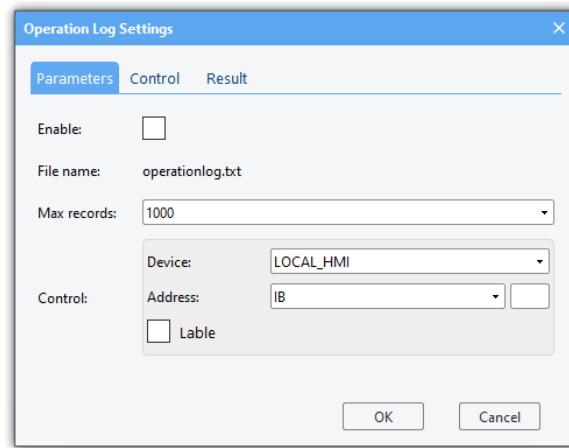 Operation Log Settings
Parameters Control Result
Enable:
File name: operationlog.txt
Max records: 1000
Device: LOCAL_HMI
Control: Address: IB
Lable
OK Cancel